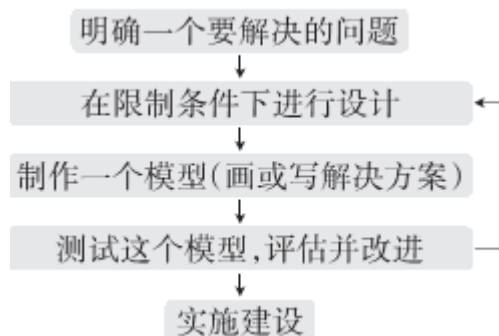 明确一个要解决的问题
在限制条件下进行设计
制作一个模型(画或写解决方案)
测试这个模型,评估并改进
实施建设